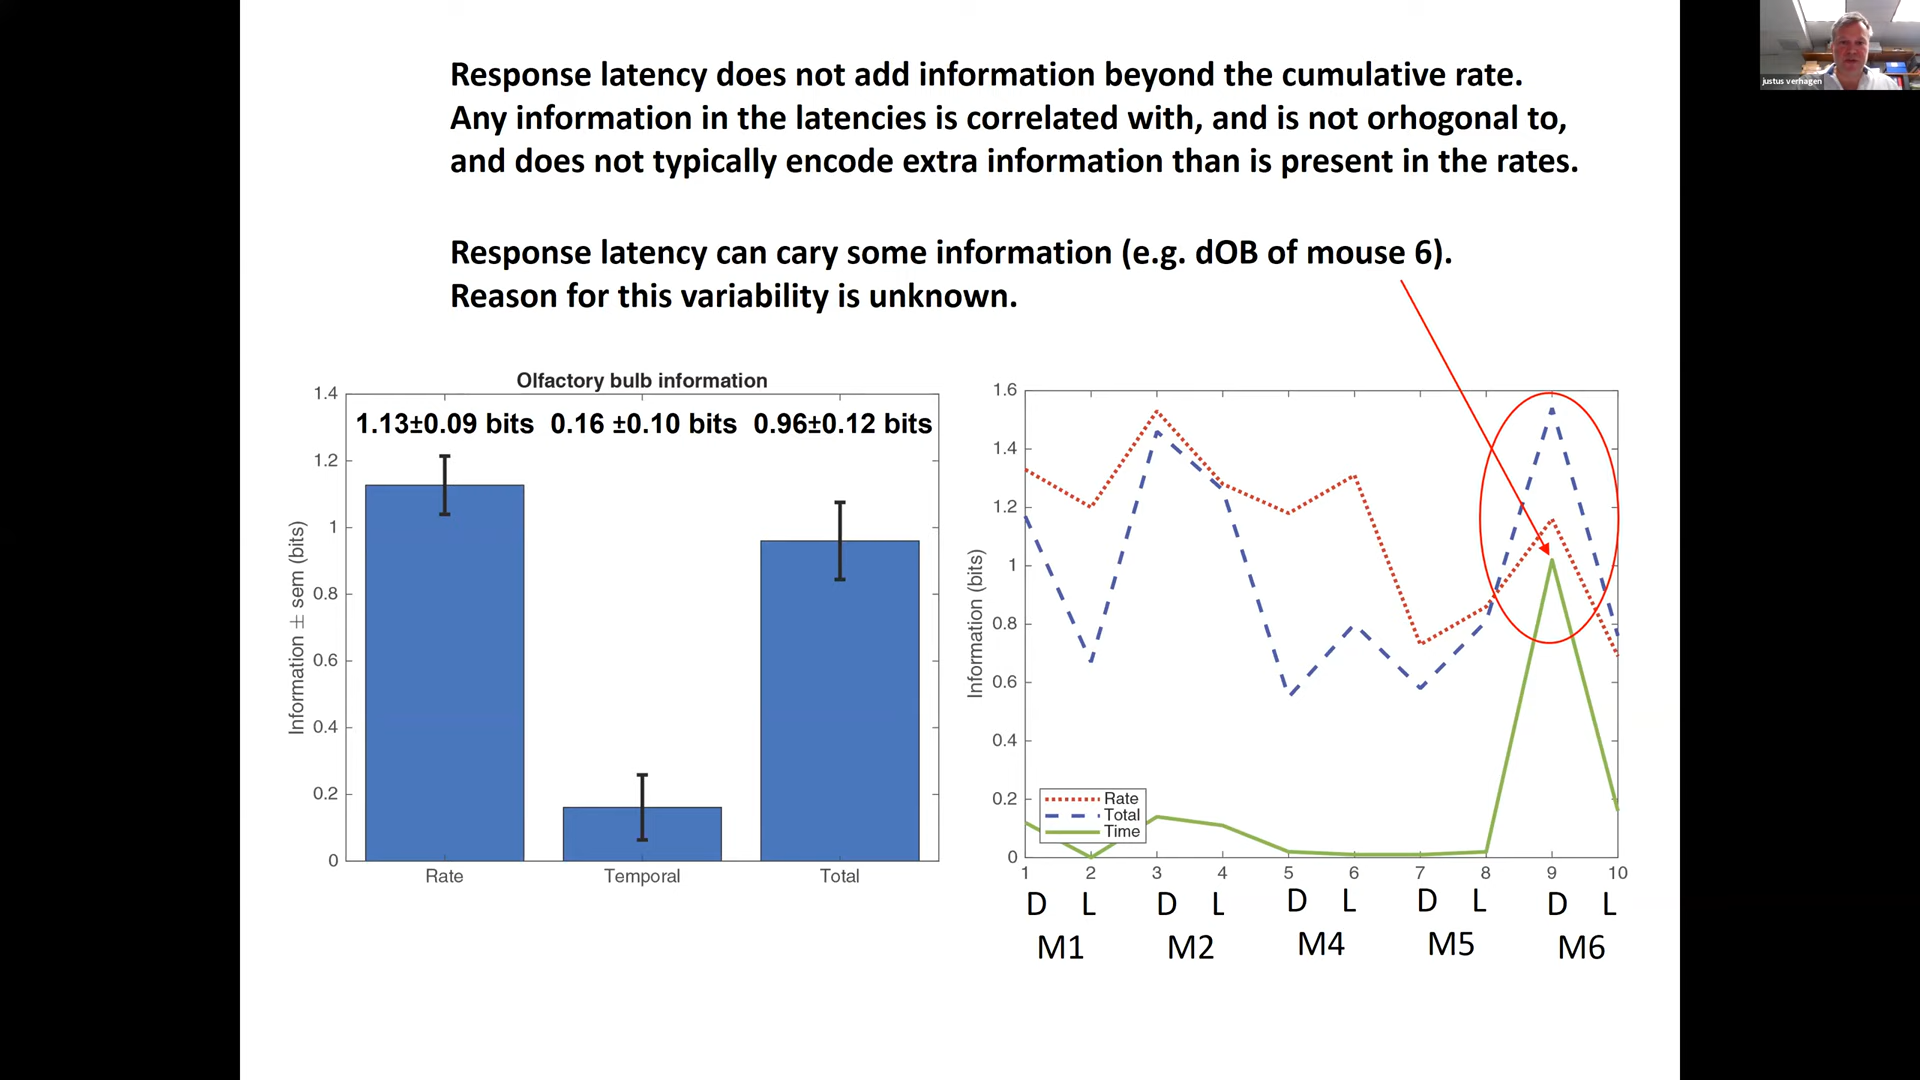 Response latency does not add information beyond the cumulative rate.
Any information in the latencies is correlated with, and is not orhogonal to,
and does not typically encode extra information than is present in the rates.
Response latency can cary some information (e.g. dOB of mouse 6).
Reason for this variability is unknown.
justus verhagen
Olfactory bulb information
1.13±0.09 bits 0.16 ±0.10 bits 0.96±0.12 bits
Information ± sem (bits)
1.4
1.2
1
0.8
0.6
0.4
0.2
0
Rate Temporal Total
Information (bits)
1.6
1.4
1.2
1
0.8
0.6
0.4
0.2
0
Rate
Total
Time
1 2 3 4 5 6 7 8 9 10
D L D L D L D L D L
M1 M2 M4 M5 M6